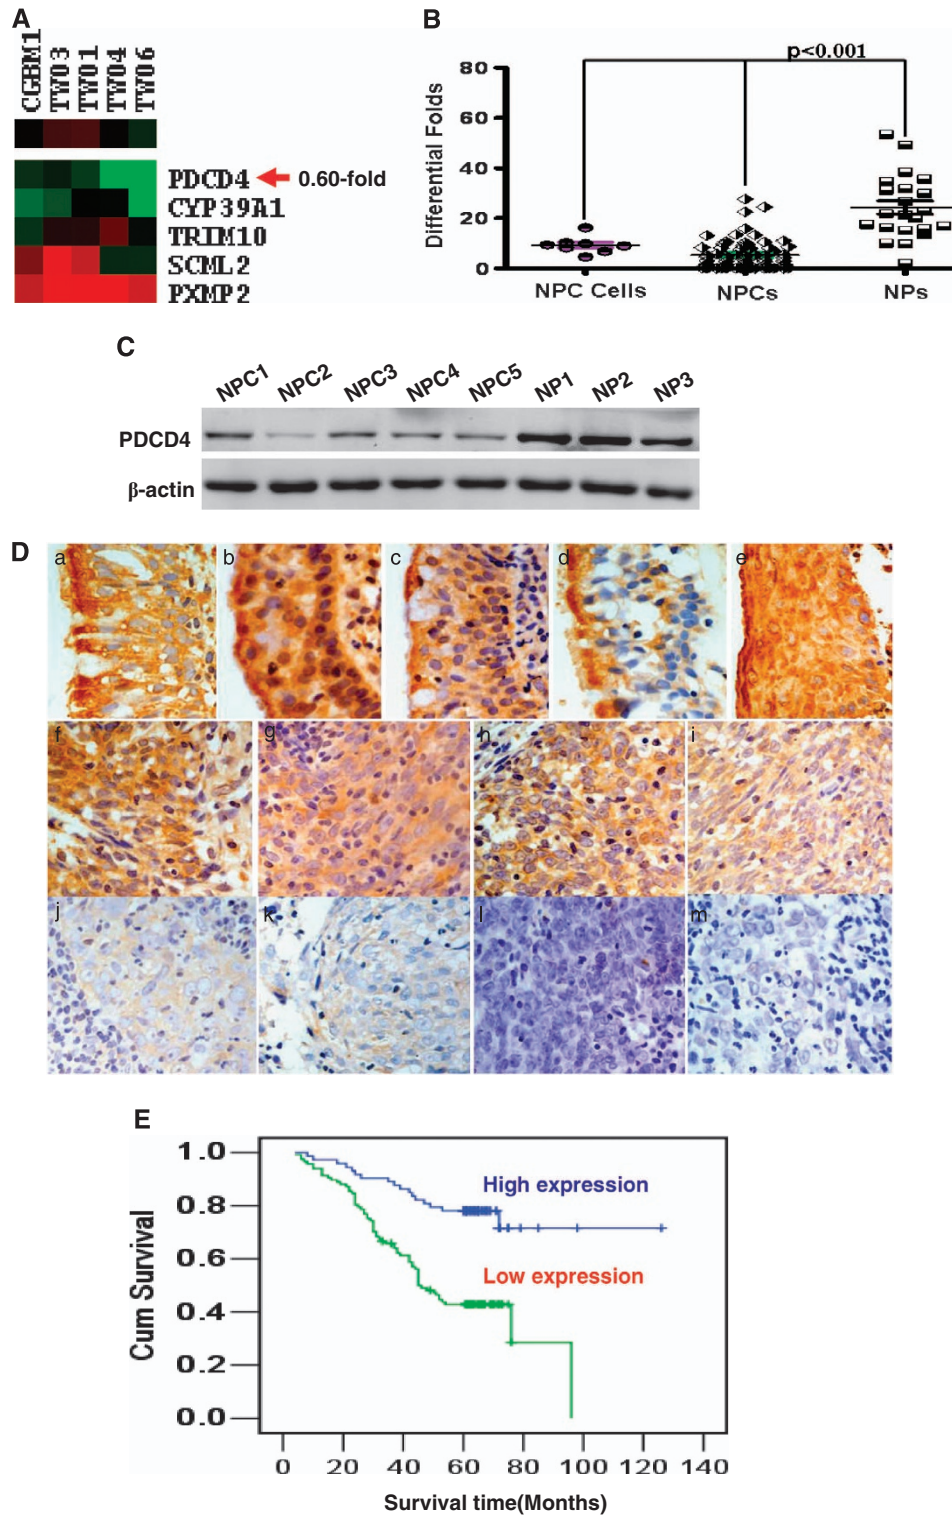 A
CGBM1
TW03
TW01
TW04
TW06
PDCD4
0.60-fold
CYP39A1
TRIM10
SCML2
PXMP2
B
p<0.001
Differential Folds
80
60
40
20
0
NPC Cells
NPCs
NPs
C
NPC1 NPC2 NPC3 NPC4 NPC5 NP1 NP2 NP3
PDCD4
β-actin
D
a b c d e
f g h i
j k l m
E
Cum Survival
1.0
0.8
0.6
0.4
0.2
0.0
High expression
Low expression
0 20 40 60 80 100 120 140
Survival time(Months)